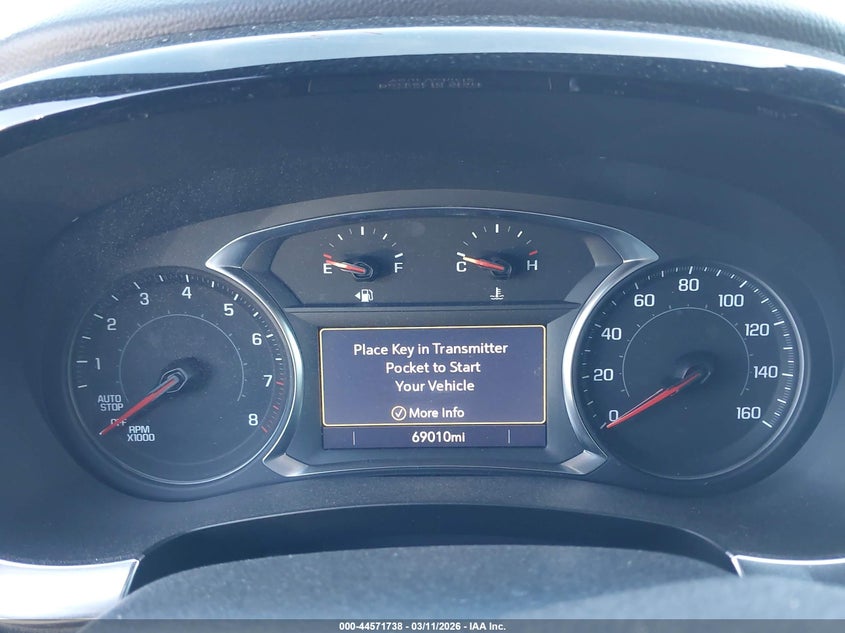 E F C H
1 2 3 4 5 6 7 8
AUTO
STOP
OFF
RPM
X1000
Place Key in Transmitter
Pocket to Start
Your Vehicle
More Info
69010mi
0 20 40 60 80 100 120 140 160
000-44571738 - 03/11/2026 - IAA Inc.